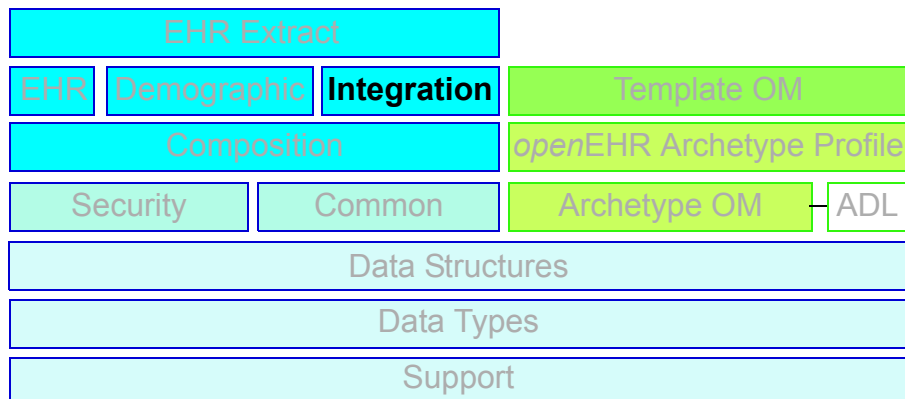 EHR Extract
EHR Demographic Integration Template OM
Composition openEHR Archetype Profile
Security Common Archetype OM ADL
Data Structures
Data Types
Support